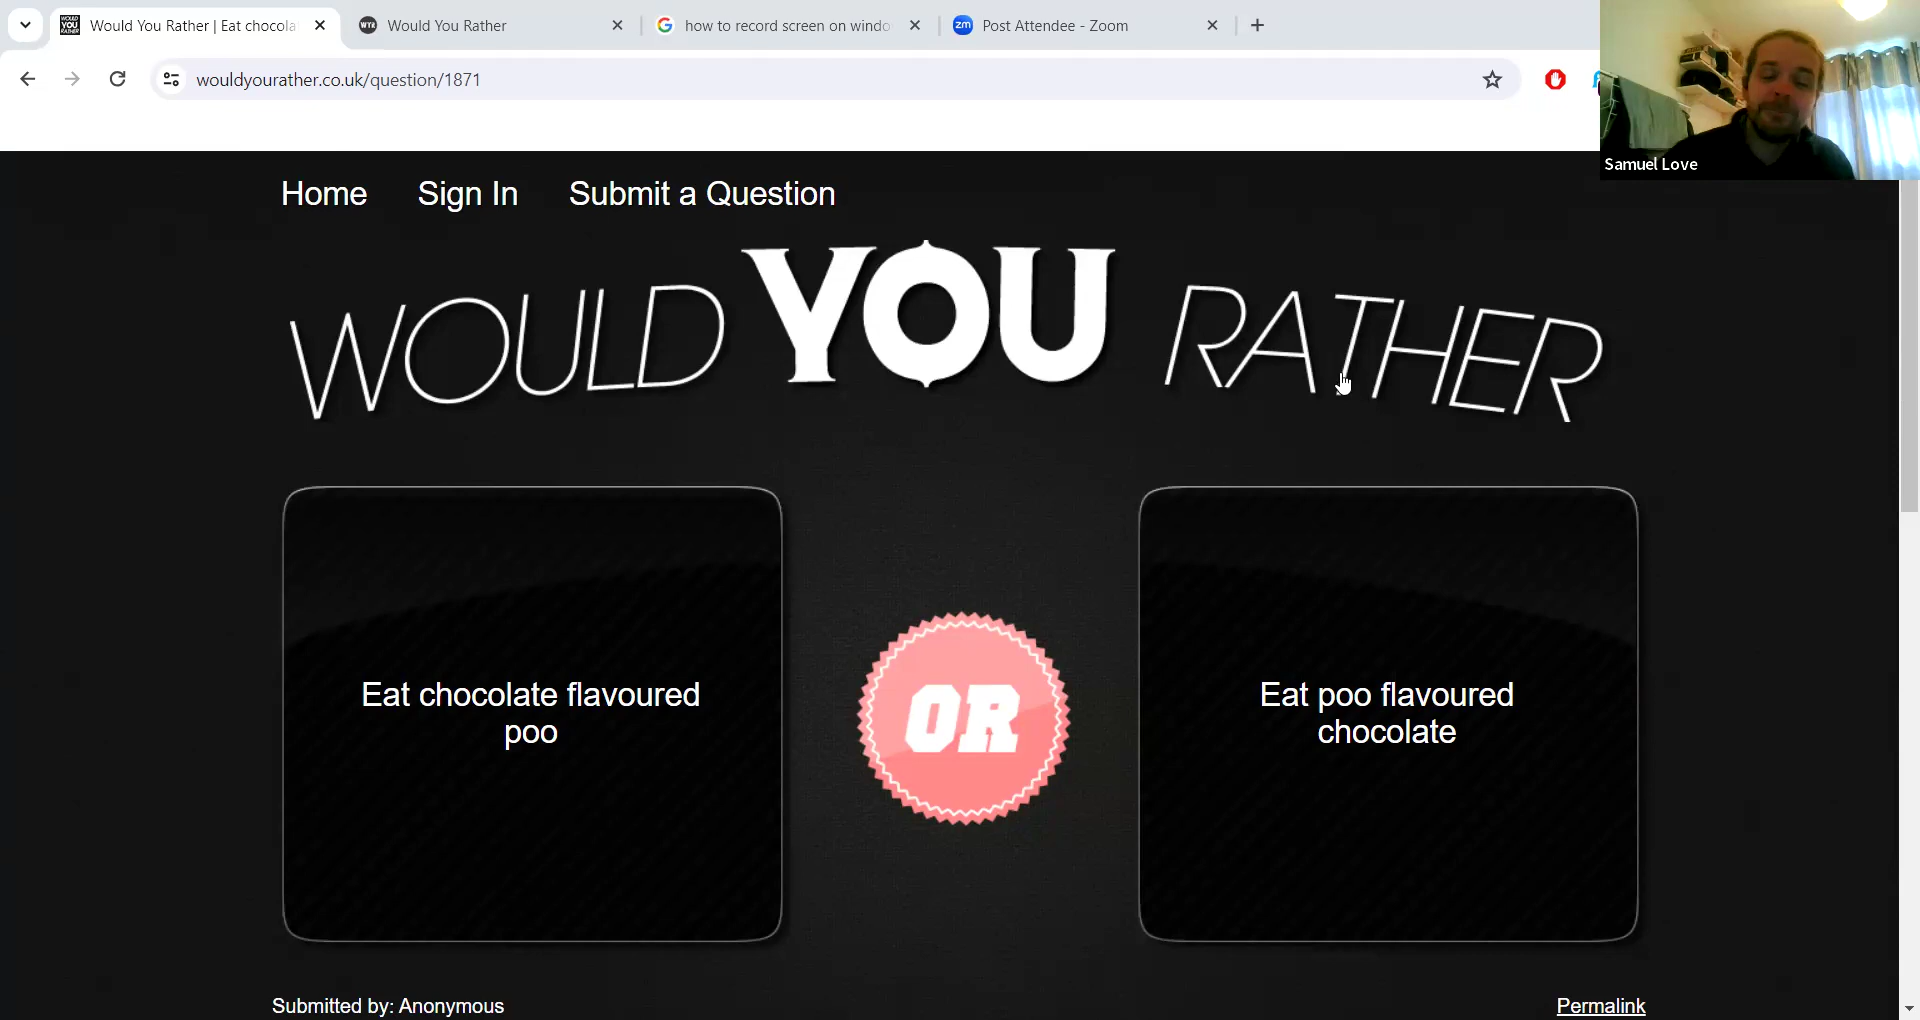 Would You Rather | Eat chocola
Would You Rather
how to record screen on windo
Post Attendee - Zoom
wouldyourather.co.uk/question/1871
Samuel Love
Home
Sign In
Submit a Question
WOULD YOU RATHER
Eat chocolate flavoured
poo
OR
Eat poo flavoured
chocolate
Submitted by: Anonymous
Permalink